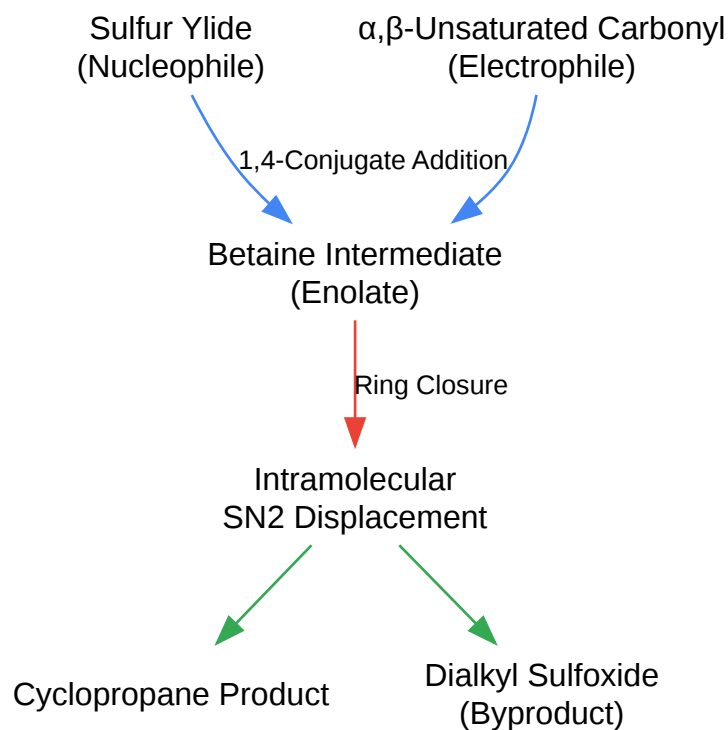 Sulfur Ylide
(Nucleophile)
α,β-Unsaturated Carbonyl
(Electrophile)
1,4-Conjugate Addition
Betaine Intermediate
(Enolate)
Ring Closure
Intramolecular
SN2 Displacement
Cyclopropane Product
Dialkyl Sulfoxide
(Byproduct)